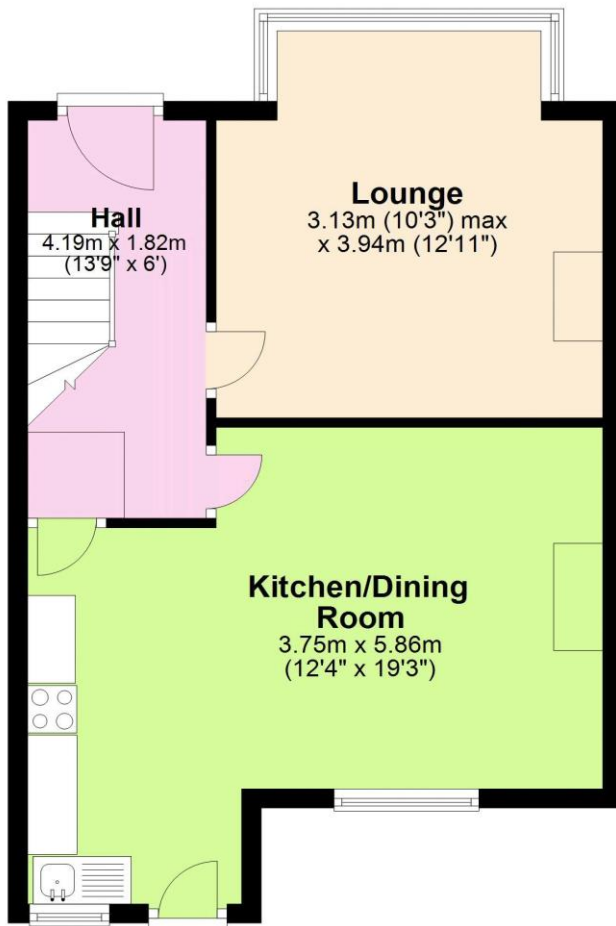 Lounge
3.13m (10'3") max
x 3.94m (12'11")
Hall
4.19m x 1.82m
(13'9" x 6')
Kitchen/Dining
Room
3.75m x 5.86m
(12'4" x 19'3")